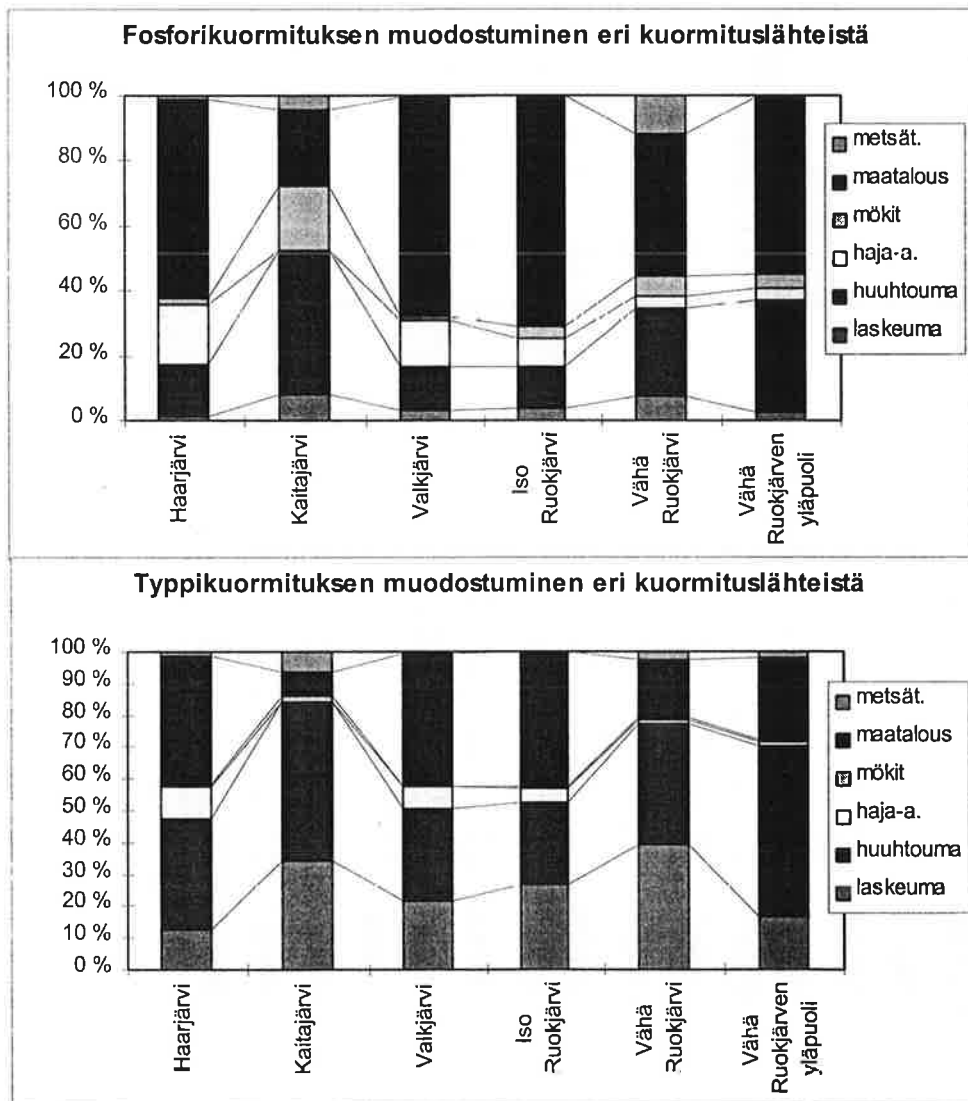 Fosforikuormituksen muodostuminen eri kuormituslähteistä
100 %
80 %
60 %
40 %
20 %
0 %
Haarjärvi
Kaitajärvi
Valkjärvi
Iso
Ruokjärvi
Vähä
Ruokjärvi
Vähä
Ruokjärven
yläpuoli
metsät.
maatalous
mökit
haja-a.
huuhtouma
laskeuma
Typpikuormituksen muodostuminen eri kuormituslähteistä
100 %
90 %
80 %
70 %
60 %
50 %
40 %
30 %
20 %
10 %
0 %
Haarjärvi
Kaitajärvi
Valkjärvi
Iso
Ruokjärvi
Vähä
Ruokjärvi
Vähä
Ruokjärven
yläpuoli
metsät.
maatalous
mökit
haja-a.
huuhtouma
laskeuma